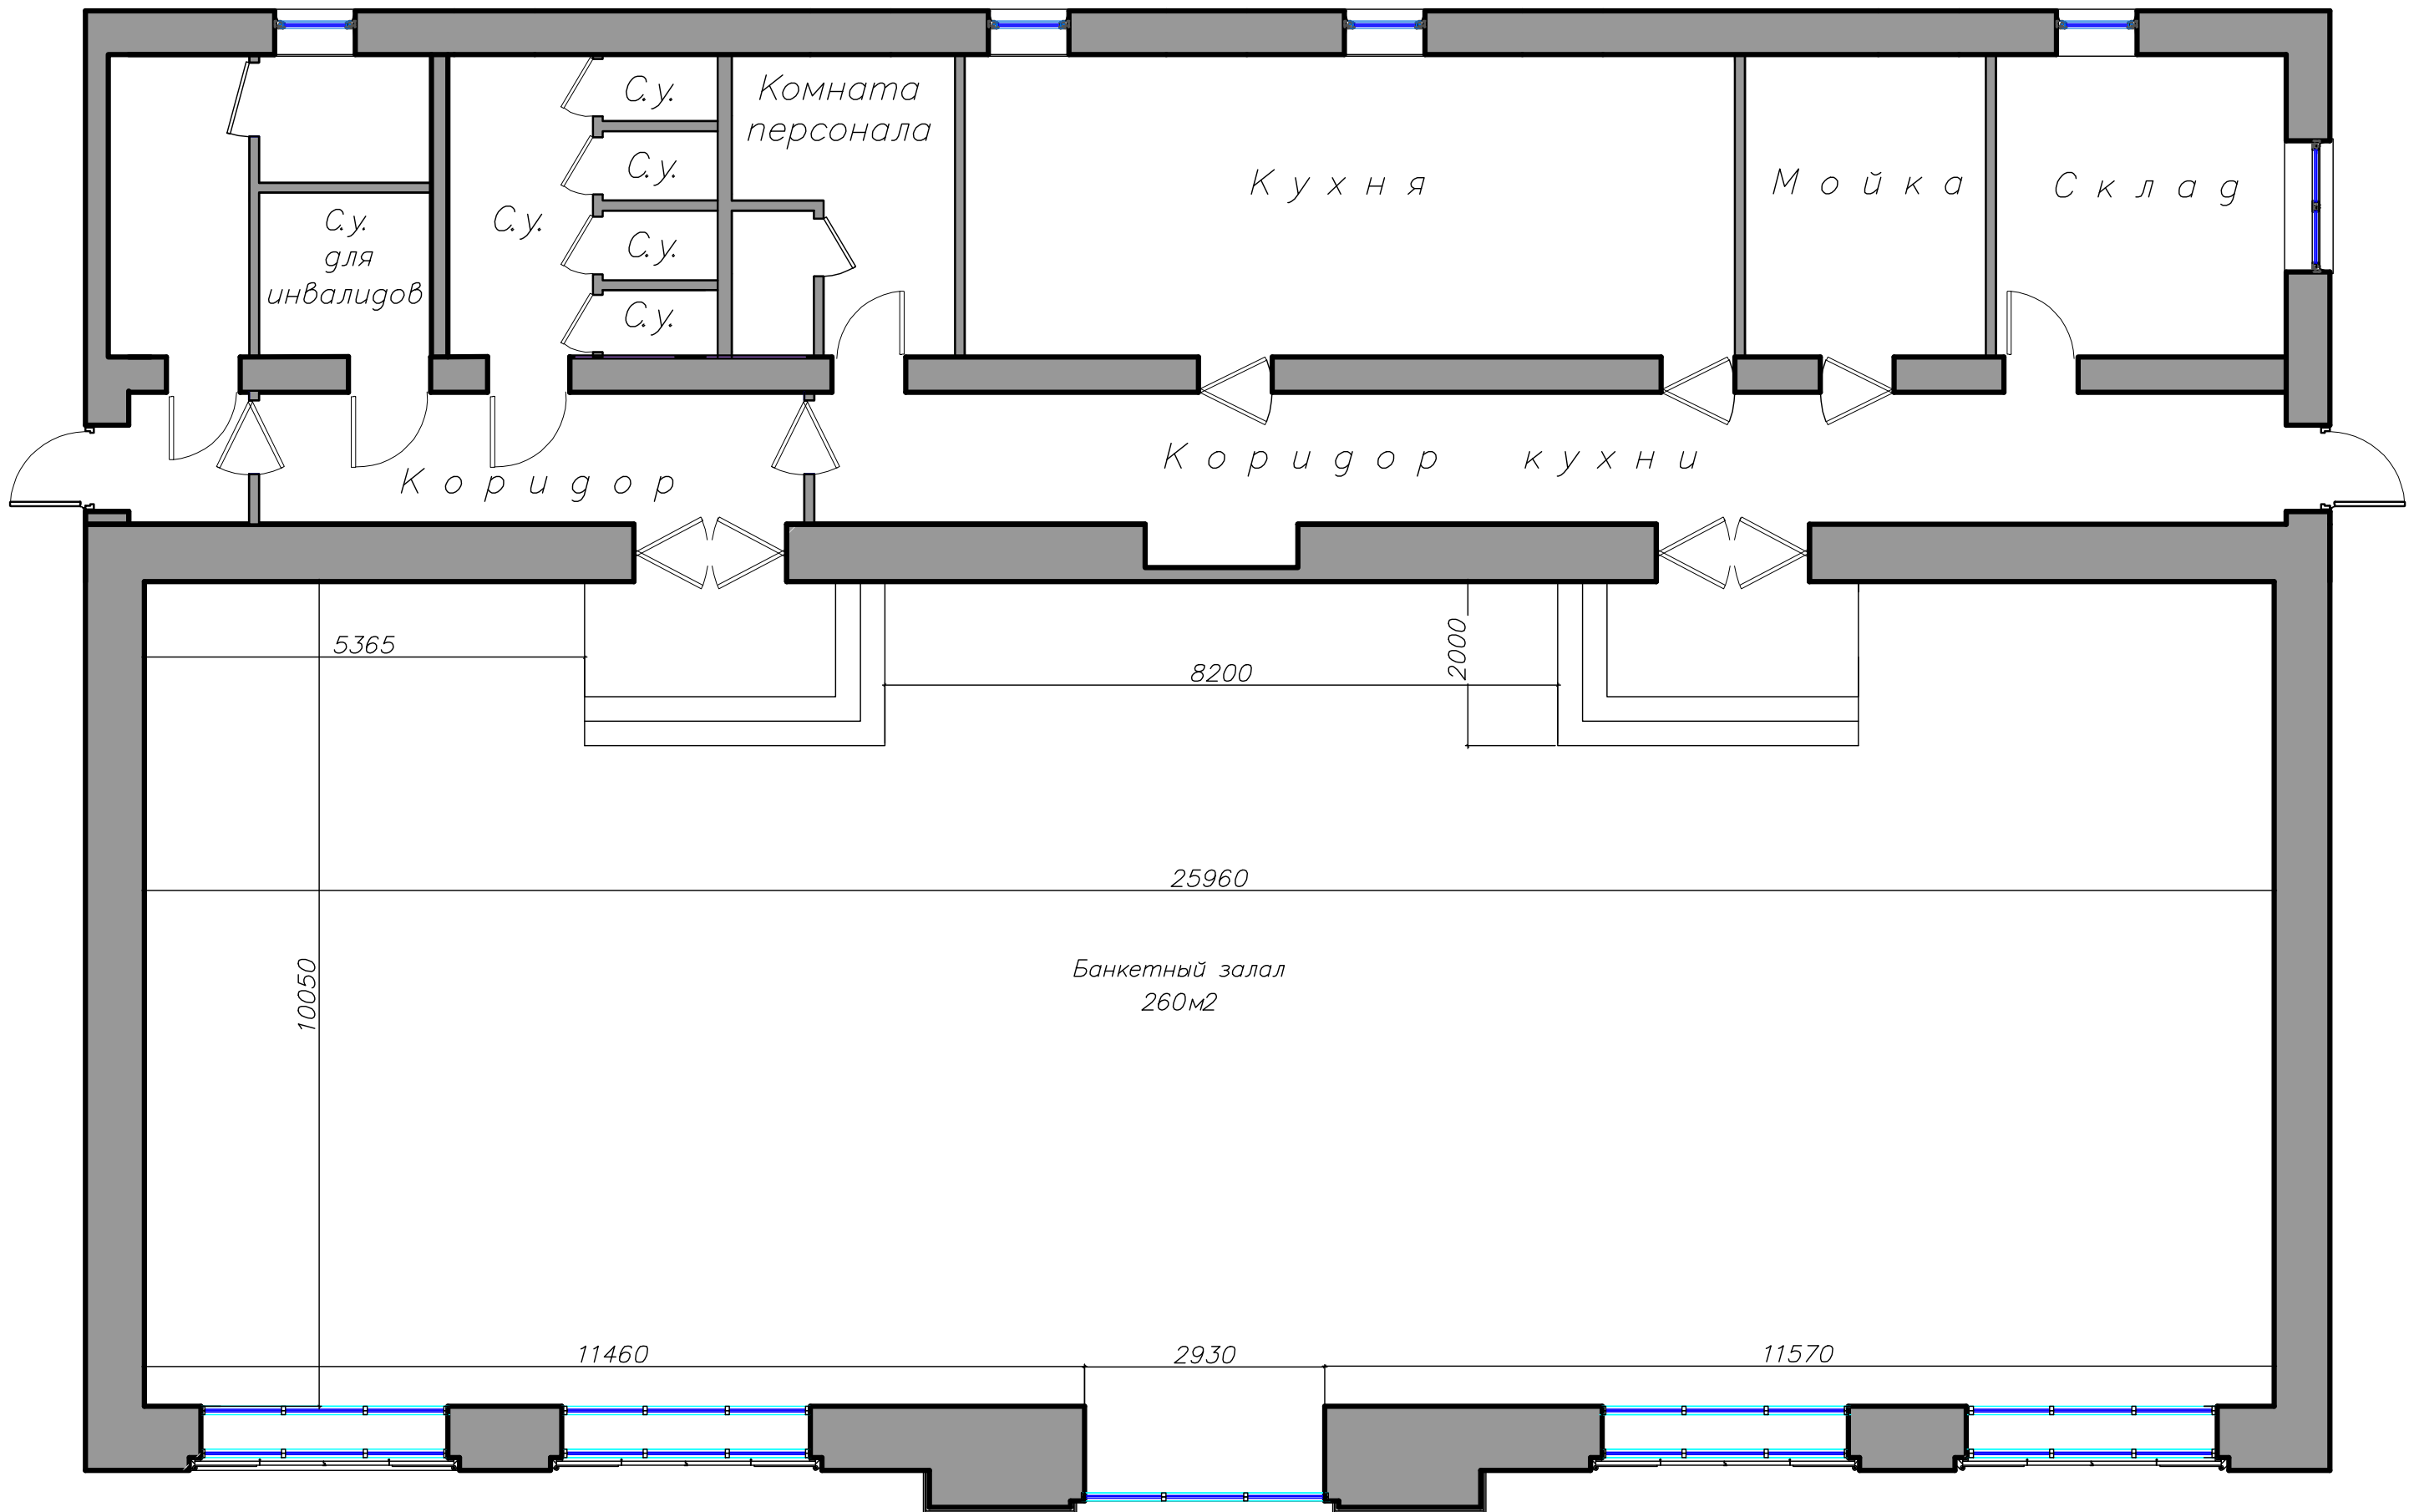 С.у.
Комната
персонала
С.у.
Кухня
Мойка
Склад
С.у.
для
инвалидов
С.у.
С.у.
С.у.
Коридор
Коридор кухни
5365
8200
2000
25960
10050
Банкетный залал
260м2
11460
2930
11570